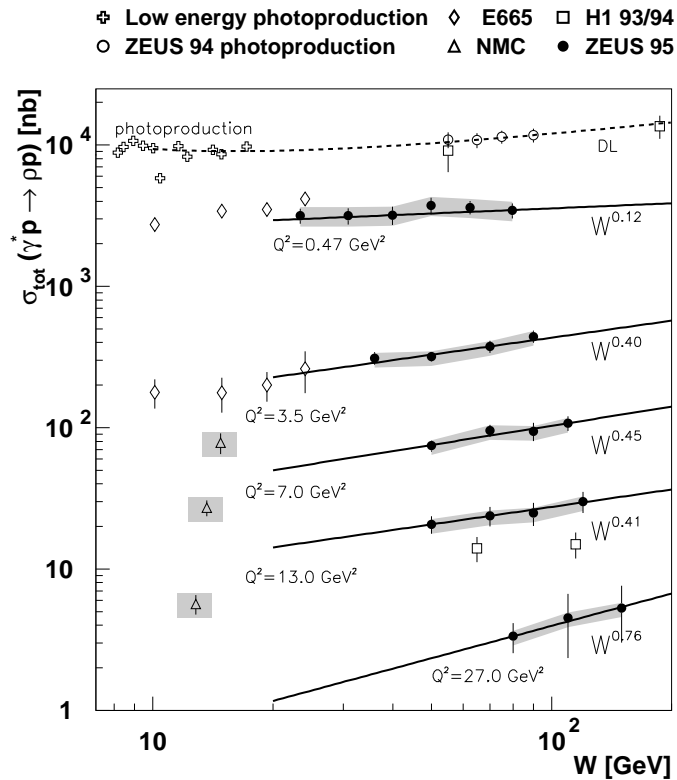 Low energy photoproduction E665 H1 93/94
ZEUS 94 photoproduction NMC ZEUS 95
σtot (γ* p → ρp) [nb]
10⁴
10³
10²
10
1
photoproduction
DL
Q²=0.47 GeV²
W^0.12
W^0.40
Q²=3.5 GeV²
W^0.45
Q²=7.0 GeV²
W^0.41
Q²=13.0 GeV²
W^0.76
Q²=27.0 GeV²
10 10²
W [GeV]